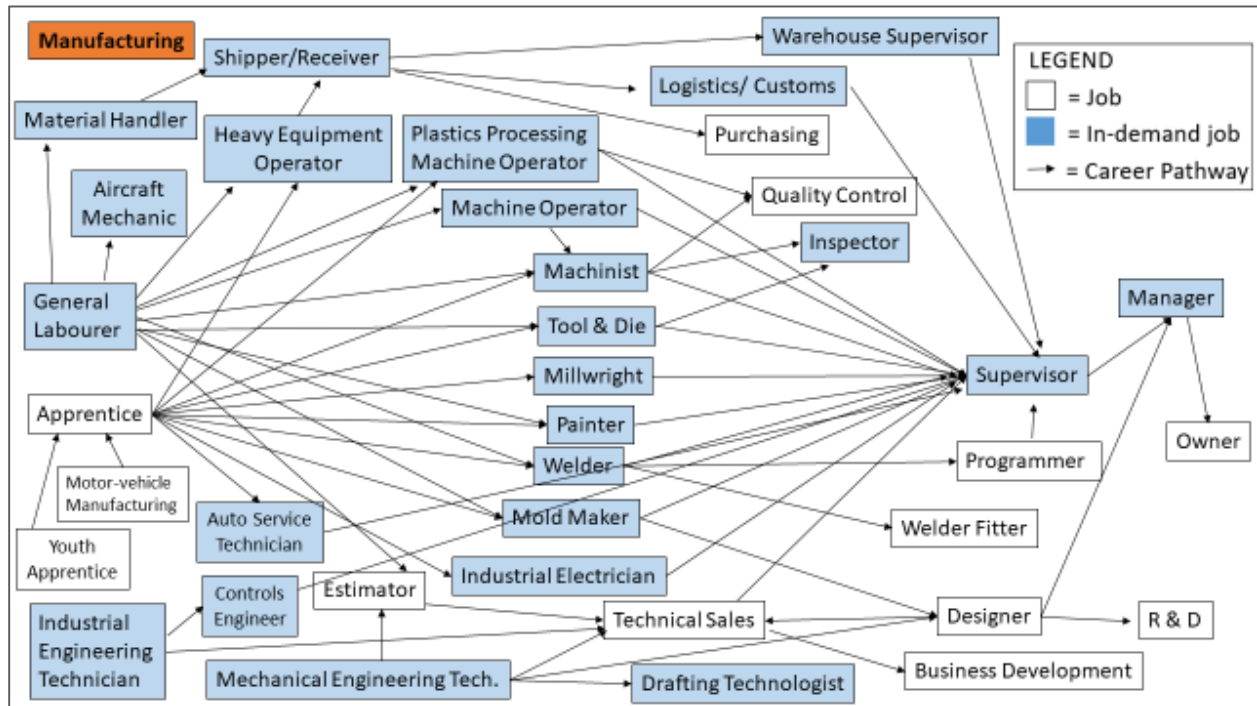 Manufacturing
Shipper/Receiver
Warehouse Supervisor
LEGEND
= Job
= In-demand job
= Career Pathway
Material Handler
Heavy Equipment
Operator
Plastics Processing
Machine Operator
Logistics/ Customs
Purchasing
Aircraft
Mechanic
Machine Operator
Quality Control
Inspector
General
Labourer
Machinist
Manager
Tool & Die
Millwright
Supervisor
Apprentice
Painter
Owner
Motor-vehicle
Manufacturing
Welder
Programmer
Youth
Apprentice
Auto Service
Technician
Mold Maker
Welder Fitter
Industrial Electrician
Estimator
Controls
Engineer
Industrial
Engineering
Technician
Technical Sales
Designer
R & D
Mechanical Engineering Tech.
Drafting Technologist
Business Development